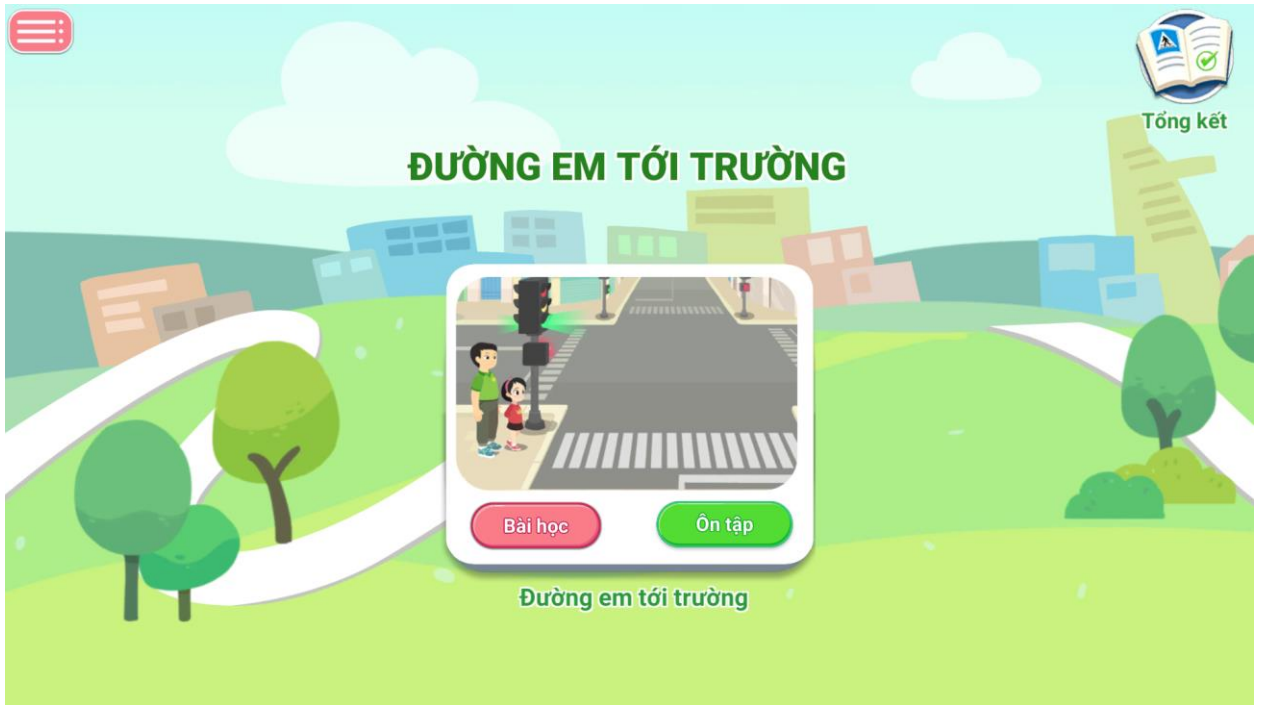 Tổng kết
ĐƯỜNG EM TỚI TRƯỜNG
Bài học
Ôn tập
Đường em tới trường